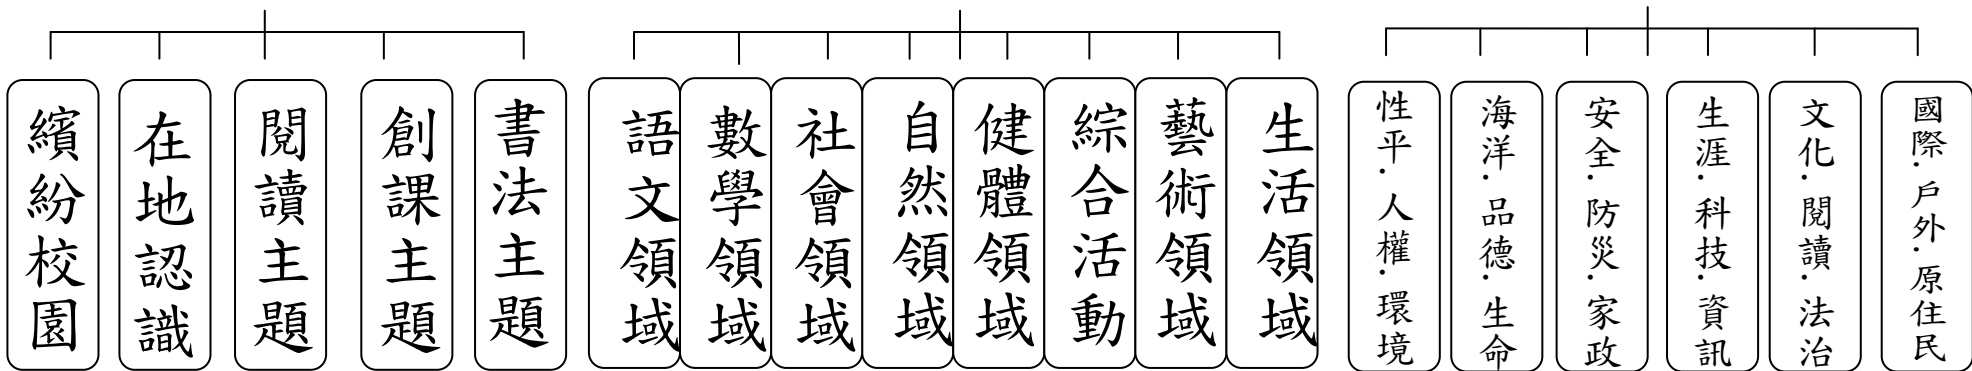 繽紛校園
在地認識
閱讀主題
創課主題
書法主題
語文領域
數學領域
社會領域
自然領域
健體領域
綜合活動
藝術領域
生活領域
性平.人權.環境
海洋.品德.生命
安全.防災.家政
生涯.科技.資訊
文化.閱讀.法治
國際.戶外.原住民